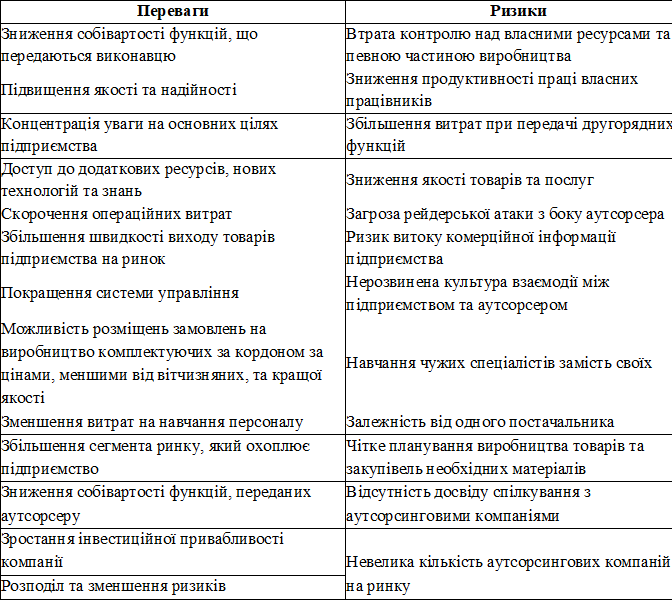 Переваги
Ризики
Зниження собівартості функцій, що
передаються виконавцю
Втрата контролю над власними ресурсами та
певною частиною виробництва
Підвищення якості та надійності
Зниження продуктивності праці власних
працівників
Концентрація уваги на основних цілях
підприємства
Збільшення витрат при передачі другорядних
функцій
Доступ до додаткових ресурсів, нових
технологій та знань
Зниження якості товарів та послуг
Скорочення операційних витрат
Загроза рейдерської атаки з боку аутсорсера
Збільшення швидкості виходу товарів
підприємства на ринок
Ризик витоку комерційної інформації
підприємства
Покращення системи управління
Нерозвинена культура взаємодії між
підприємством та аутсорсером
Можливість розміщень замовлень на
виробництво комплектуючих за кордоном за
цінами, меншими від вітчизняних, та кращої
якості
Навчання чужих спеціалістів замість своїх
Зменшення витрат на навчання персоналу
Залежність від одного постачальника
Збільшення сегмента ринку, який охоплює
підприємство
Чітке планування виробництва товарів та
закупівель необхідних матеріалів
Зниження собівартості функцій, переданих
аутсорсеру
Відсутність досвіду спілкування з
аутсорсинговими компаніями
Зростання інвестиційної привабливості
компанії
Невелика кількість аутсорсингових компаній
на ринку
Розподіл та зменшення ризиків